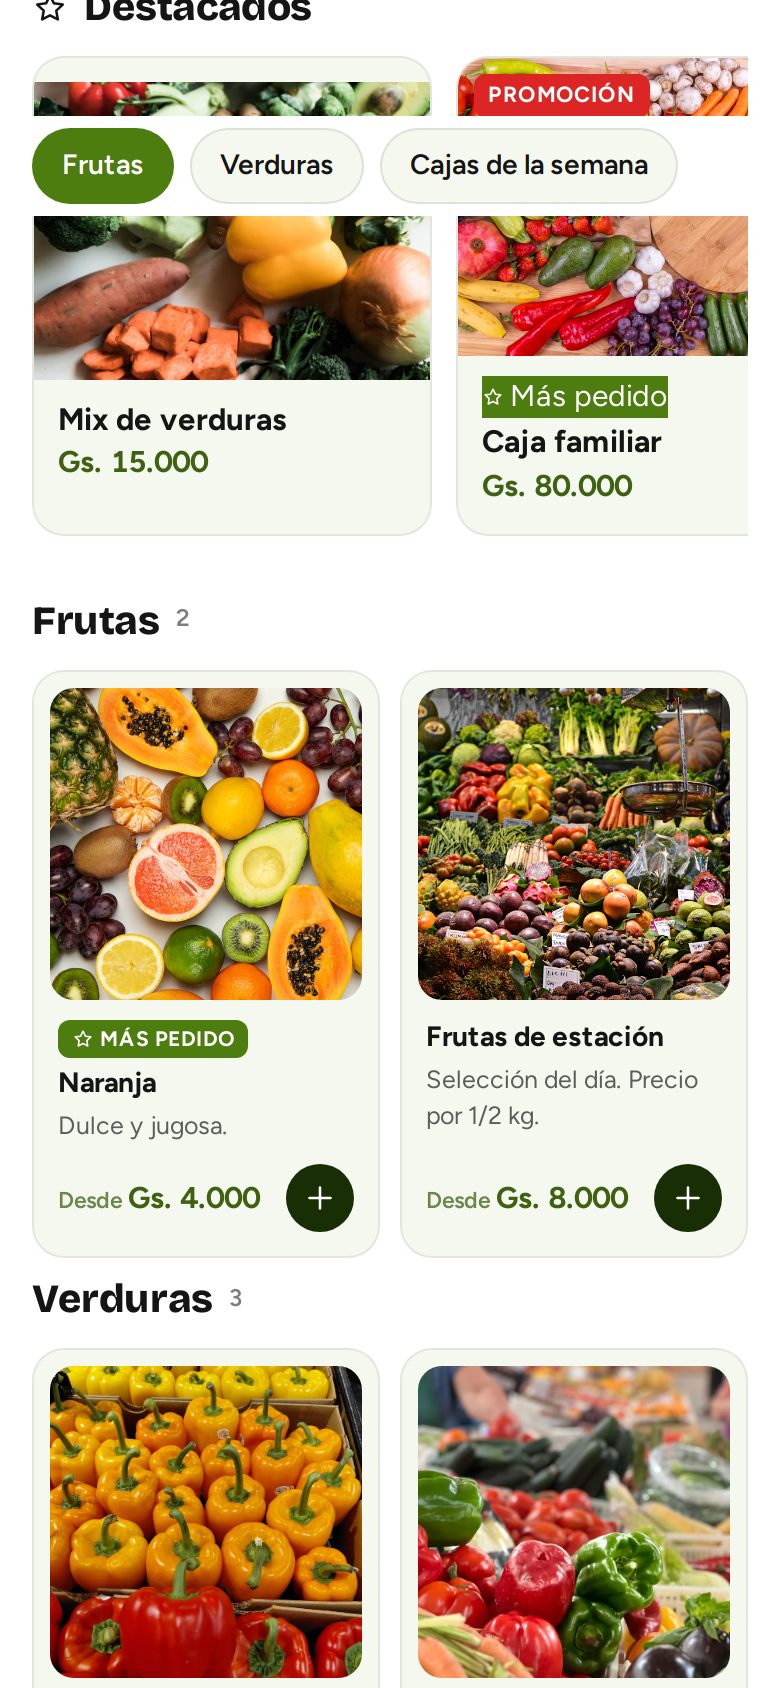 Destacados
PROMOCIÓN
Frutas
Verduras
Cajas de la semana
Más pedido
Mix de verduras
Caja familiar
Gs. 15.000
Gs. 80.000
Frutas 2
MÁS PEDIDO
Naranja
Dulce y jugosa.
Desde Gs. 4.000
Frutas de estación
Selección del día. Precio
por 1/2 kg.
Desde Gs. 8.000
Verduras 3